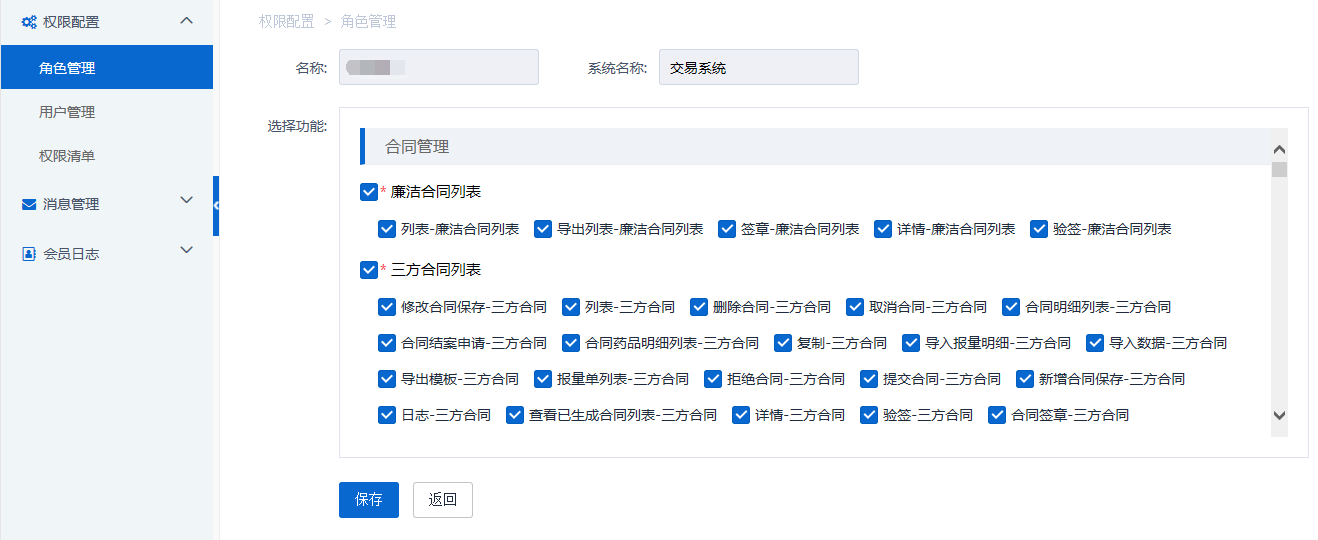 权限配置
角色管理
用户管理
权限清单
消息管理
会员日志
权限配置 > 角色管理
名称: 系统名称: 交易系统
选择功能:
合同管理
* 廉洁合同列表
列表-廉洁合同列表 导出列表-廉洁合同列表 签章-廉洁合同列表 详情-廉洁合同列表 验签-廉洁合同列表
* 三方合同列表
修改合同保存-三方合同 列表-三方合同 删除合同-三方合同 取消合同-三方合同 合同明细列表-三方合同
合同结案申请-三方合同 合同药品明细列表-三方合同 复制-三方合同 导入报量明细-三方合同 导入数据-三方合同
导出模板-三方合同 报量单列表-三方合同 拒绝合同-三方合同 提交合同-三方合同 新增合同保存-三方合同
日志-三方合同 查看已生成合同列表-三方合同 详情-三方合同 验签-三方合同 合同签章-三方合同
保存 返回